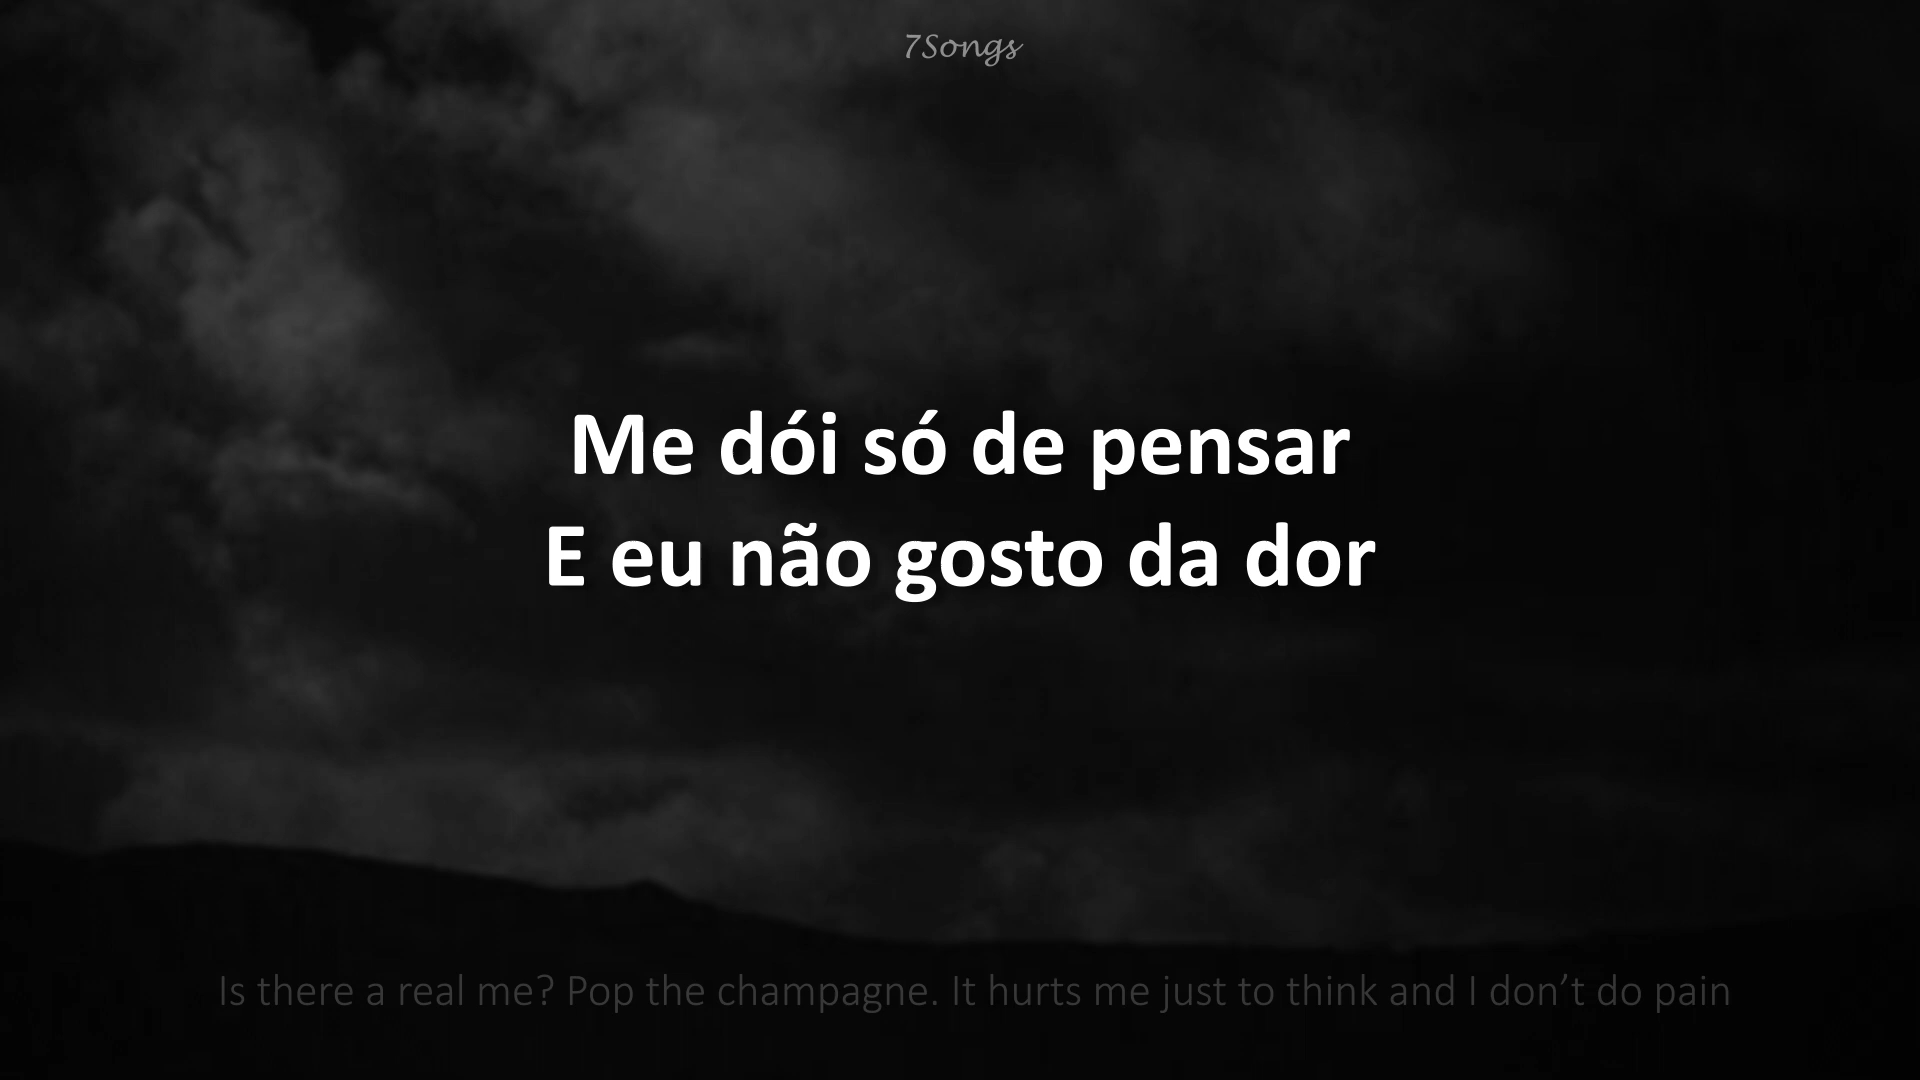 7Songs
Me dói só de pensar
E eu não gosto da dor
Is there a real me? Pop the champagne. It hurts me just to think and I don’t do pain